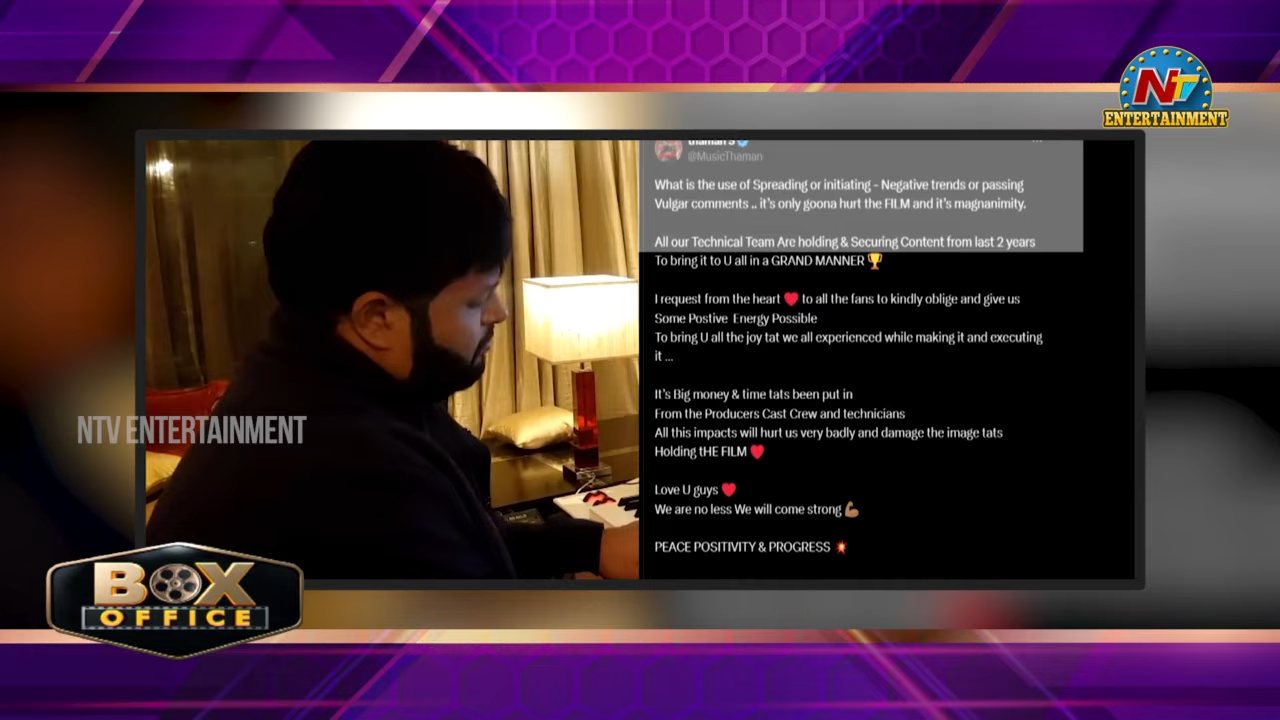 NTV
ENTERTAINMENT
thaman S
@MusicThaman
What is the use of Spreading or initiating - Negative trends or passing
Vulgar comments .. it's only goona hurt the FILM and it's magnanimity.
All our Technical Team Are holding & Securing Content from last 2 years
To bring it to U all in a GRAND MANNER 🏆
I request from the heart ♥️ to all the fans to kindly oblige and give us
Some Postive Energy Possible
To bring U all the joy tat we all experienced while making it and executing
it ...
It's Big money & time tats been put in
From the Producers Cast Crew and technicians
All this impacts will hurt us very badly and damage the image tats
Holding tHE FILM ♥️
Love U guys ♥️
We are no less We will come strong 💪🏽
PEACE POSITIVITY & PROGRESS 💥
NTV ENTERTAINMENT
BOX
OFFICE